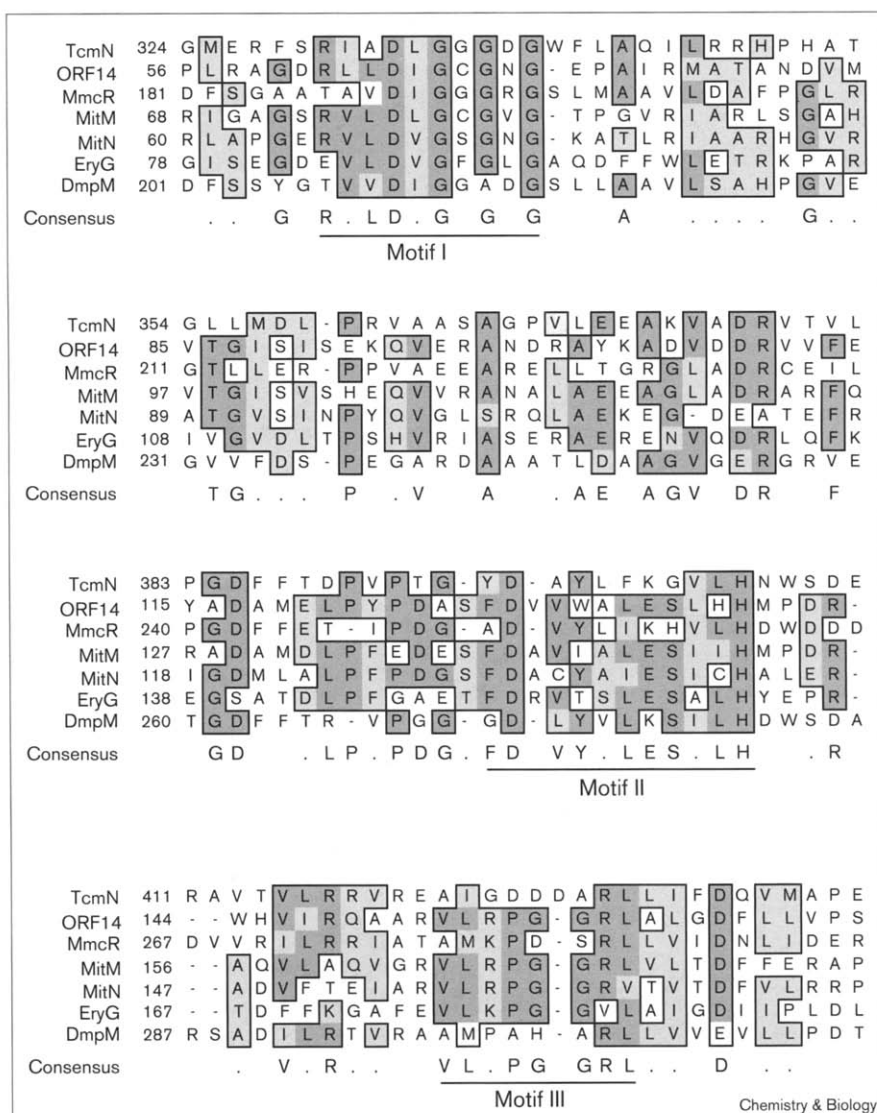 TcmN 324 G M E R F S R I A D L G G G D G W F L A Q I L R R H P H A T
ORF14 56 P L R A G D R L L D I G C G N G - E P A I R M A T A N D V M
MmcR 181 D F S G A A T A V D I G G G R G S L M A A V L D A F P G L R
MitM 68 R I G A G S R V L D L G C G V G - T P G V R I A R L S G A H
MitN 60 R L A P G E R V L D V G S G N G - K A T L R I A A R H G V R
EryG 78 G I S E G D E V L D V G F G L G A Q D F F W L E T R K P A R
DmpM 201 D F S S Y G T V V D I G G A D G S L L A A V L S A H P G V E
Consensus . . G R . L D . G G G A . . . . G . .
Motif I
TcmN 354 G L L M D L - P R V A A S A G P V L E E A K V A D R V T V L
ORF14 85 V T G I S I S E K Q V E R A N D R A Y K A D V D D R V V F E
MmcR 211 G T L L E R - P P V A E E A R E L L T G R G L A D R C E I L
MitM 97 V T G I S V S H E Q V V R A N A L A E E A G L A D R A R F Q
MitN 89 A T G V S I N P Y Q V G L S R Q L A E K E G - D E A T E F R
EryG 108 I V G V D L T P S H V R I A S E R A E R E N V Q D R L Q F K
DmpM 231 G V V F D S - P E G A R D A A A T L D A A G V G E R G R V E
Consensus T G . . . P . V A . A E A G V D R F
TcmN 383 P G D F F T D P V P T G - Y D - A Y L F K G V L H N W S D E
ORF14 115 Y A D A M E L P Y P D A S F D V V W A L E S L H H M P D R -
MmcR 240 P G D F F E T - I P D G - A D - V Y L I K H V L H D W D D D
MitM 127 R A D A M D L P F E D E S F D A V I A L E S I I H M P D R -
MitN 118 I G D M L A L P F P D G S F D A C Y A I E S I C H A L E R -
EryG 138 E G S A T D L P F G A E T F D R V T S L E S A L H Y E P R -
DmpM 260 T G D F F T R - V P G G - G D - L Y V L K S I L H D W S D A
Consensus G D . L P . P D G . F D V Y . L E S . L H . R
Motif II
TcmN 411 R A V T V L R R V R E A I G D D D A R L L I F D Q V M A P E
ORF14 144 - - W H V I R Q A A R V L R P G - G R L A L G D F L L V P S
MmcR 267 D V V R I L R R I A T A M K P D - S R L L V I D N L I D E R
MitM 156 - - A Q V L A Q V G R V L R P G - G R L V L T D F F E R A P
MitN 147 - - A D V F T E I A R V L R P G - G R V T V T D F V L R R P
EryG 167 - - T D F F K G A F E V L K P G - G V L A I G D I I P L D L
DmpM 287 R S A D I L R T V R A A M P A H - A R L L V V E V L L P D T
Consensus . V . R . . V L . P G G R L . . D . .
Motif III
Chemistry & Biology